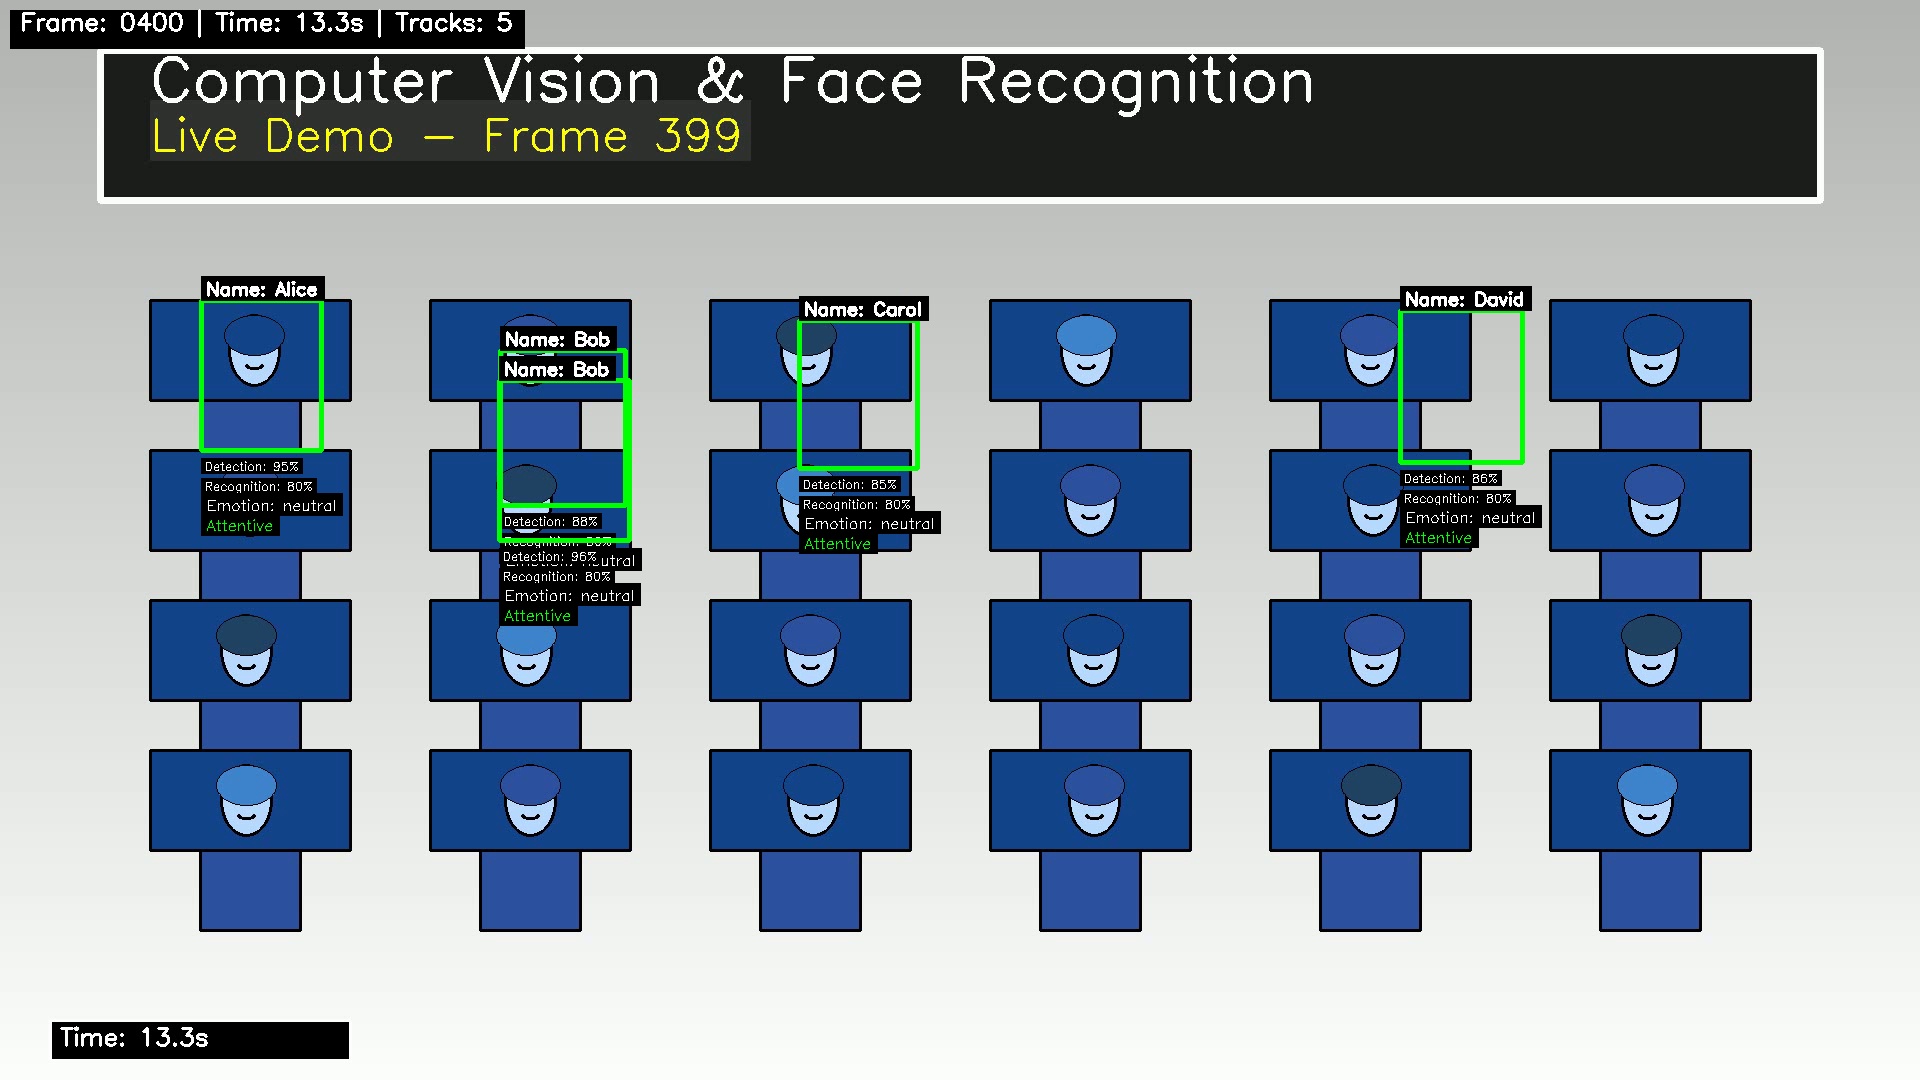 Frame: 0400 | Time: 13.3s | Tracks: 5
Computer Vision & Face Recognition
Live Demo - Frame 399
Name: Alice
Detection: 95%
Recognition: 80%
Emotion: neutral
Attentive
Name: Bob
Name: Bob
Detection: 88%
Recognition: 80%
Detection: 96%
Recognition: 80%
Emotion: neutral
Attentive
Name: Carol
Detection: 85%
Recognition: 80%
Emotion: neutral
Attentive
Name: David
Detection: 86%
Recognition: 80%
Emotion: neutral
Attentive
Time: 13.3s